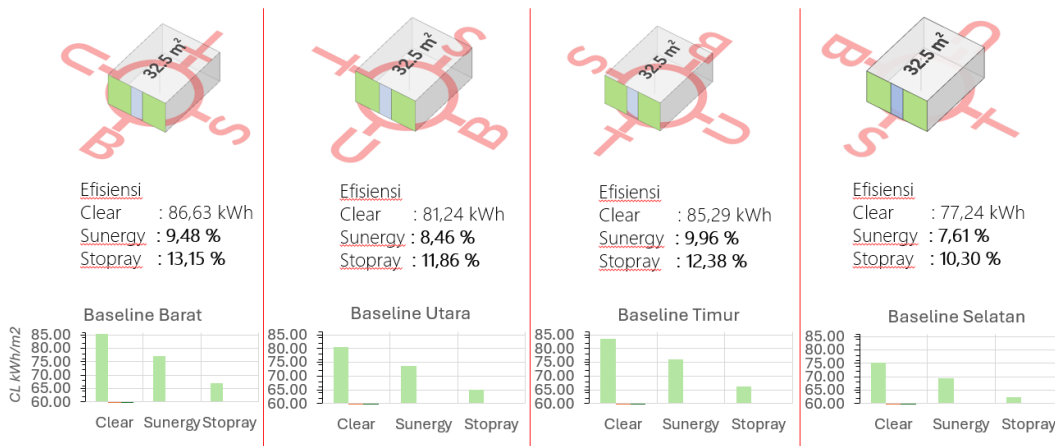 32.5 m²
U
T
B
S
Efisiensi
Clear : 86,63 kWh
Sunergy : 9,48 %
Stopray : 13,15 %
Baseline Barat
CL kWh/m2
85.00
80.00
75.00
70.00
65.00
60.00
Clear Sunergy Stopray
32.5 m²
T
S
U
B
Efisiensi
Clear : 81,24 kWh
Sunergy : 8,46 %
Stopray : 11,86 %
Baseline Utara
85.00
80.00
75.00
70.00
65.00
60.00
Clear Sunergy Stopray
32.5 m²
S
B
T
U
Efisiensi
Clear : 85,29 kWh
Sunergy : 9,96 %
Stopray : 12,38 %
Baseline Timur
85.00
80.00
75.00
70.00
65.00
60.00
Clear Sunergy Stopray
32.5 m²
B
U
S
T
Efisiensi
Clear : 77,24 kWh
Sunergy : 7,61 %
Stopray : 10,30 %
Baseline Selatan
85.00
80.00
75.00
70.00
65.00
60.00
Clear Sunergy Stopray